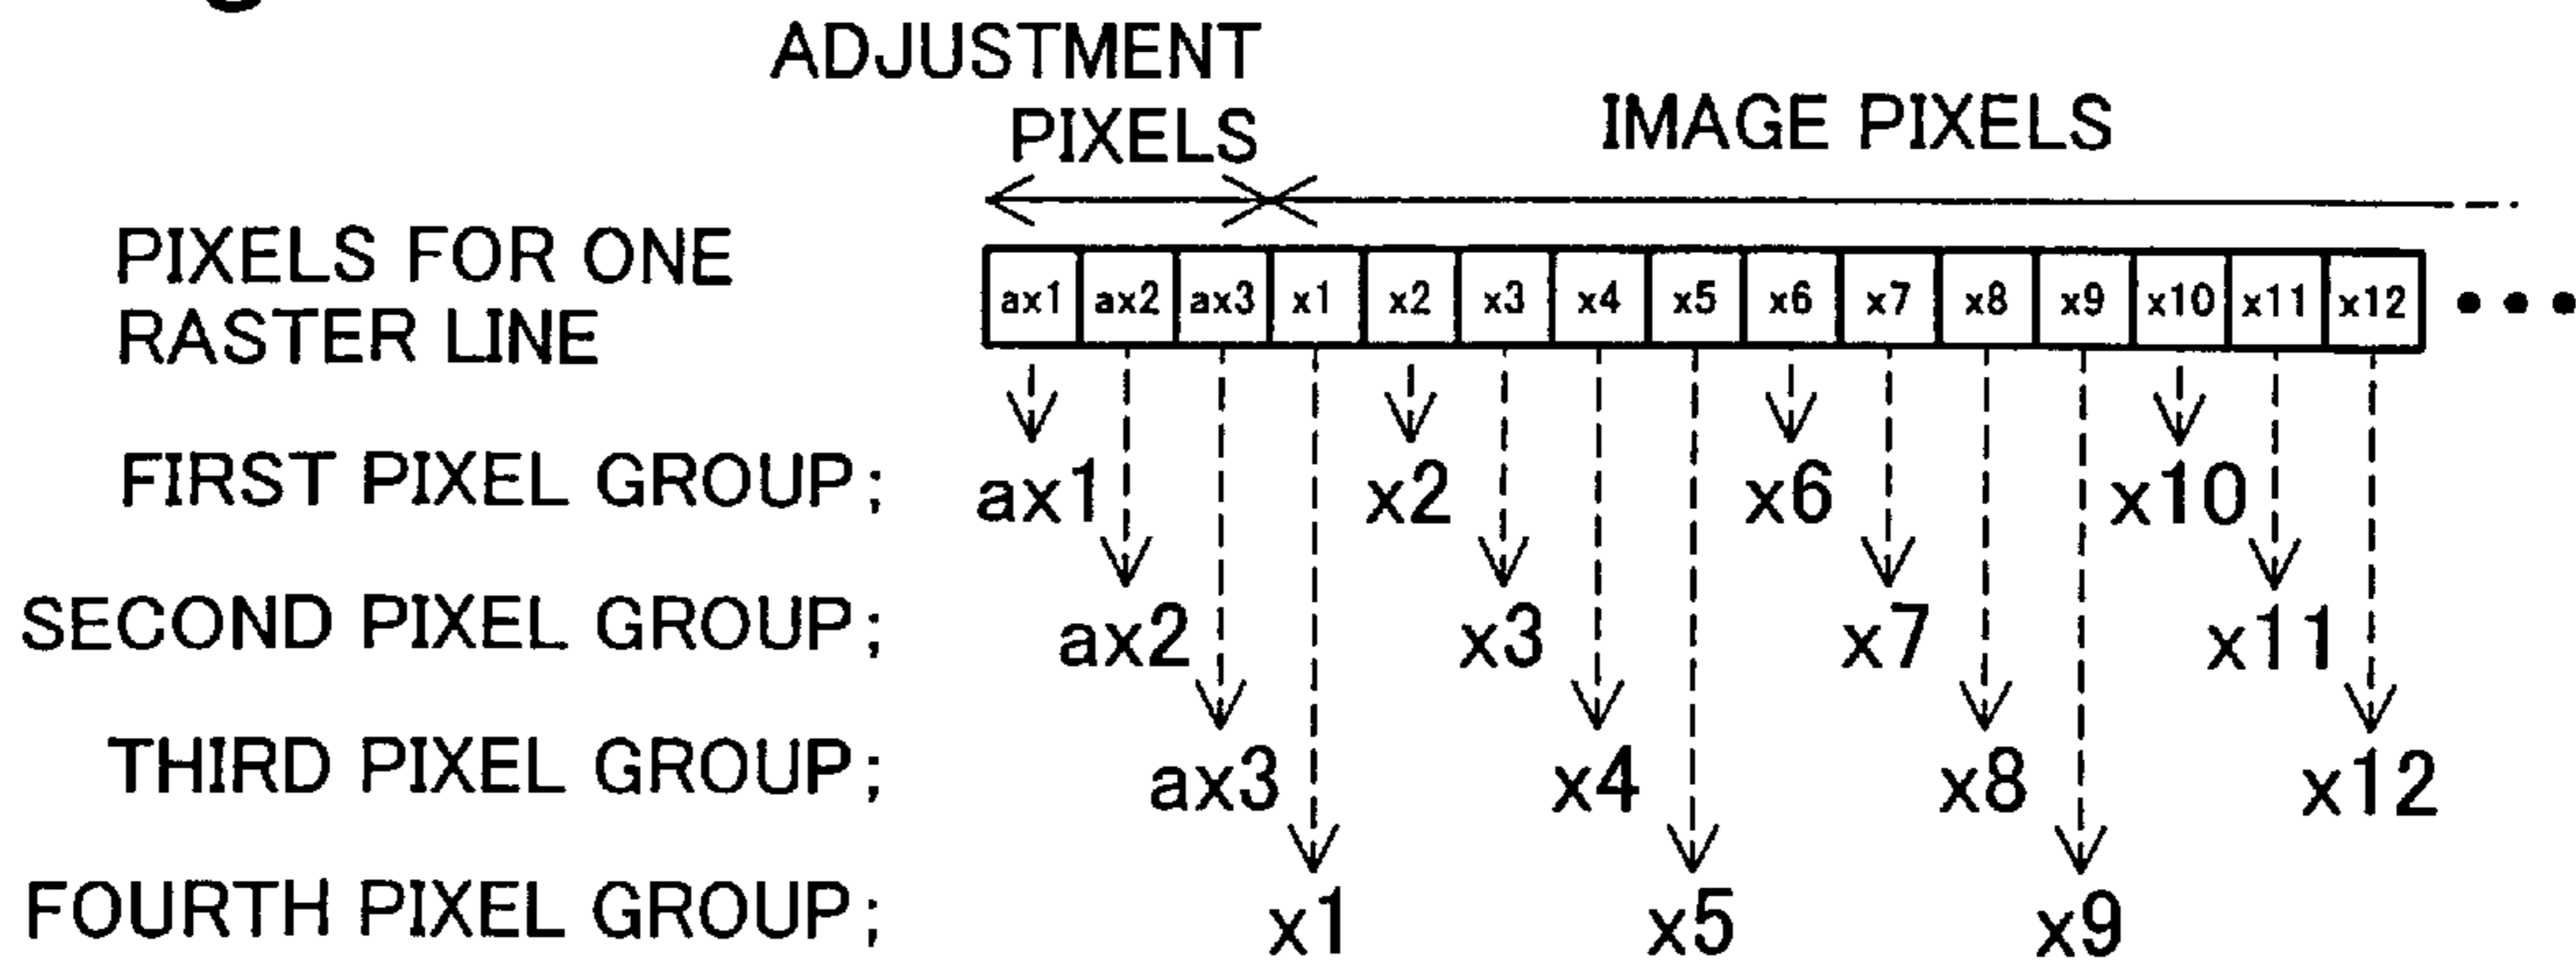 ADJUSTMENT
PIXELS
IMAGE PIXELS
PIXELS FOR ONE
RASTER LINE
ax1 ax2 ax3 x1 x2 x3 x4 x5 x6 x7 x8 x9 x10 x11 x12 •••
FIRST PIXEL GROUP; ax1 x2 x6 x10
SECOND PIXEL GROUP; ax2 x3 x7 x11
THIRD PIXEL GROUP; ax3 x4 x8 x12
FOURTH PIXEL GROUP; x1 x5 x9